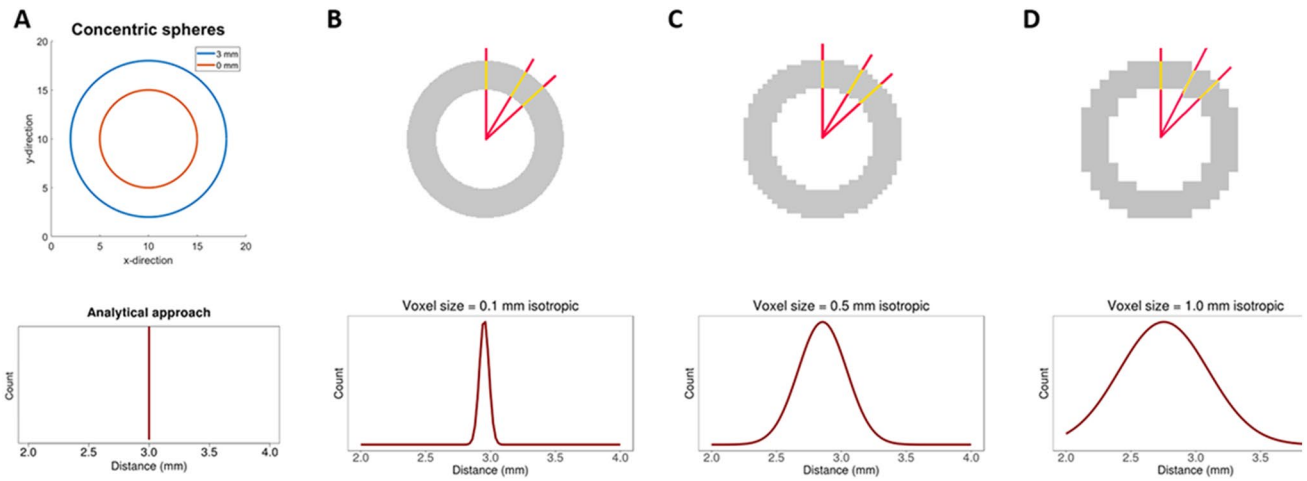 A
B
C
D
Concentric spheres
20
15
10
5
0
y-direction
3 mm
0 mm
0 5 10 15 20
x-direction
Analytical approach
Count
2.0 2.5 3.0 3.5 4.0
Distance (mm)
Voxel size = 0.1 mm isotropic
Count
2.0 2.5 3.0 3.5 4.0
Distance (mm)
Voxel size = 0.5 mm isotropic
Count
2.0 2.5 3.0 3.5 4.0
Distance (mm)
Voxel size = 1.0 mm isotropic
Count
2.0 2.5 3.0 3.5
Distance (mm)